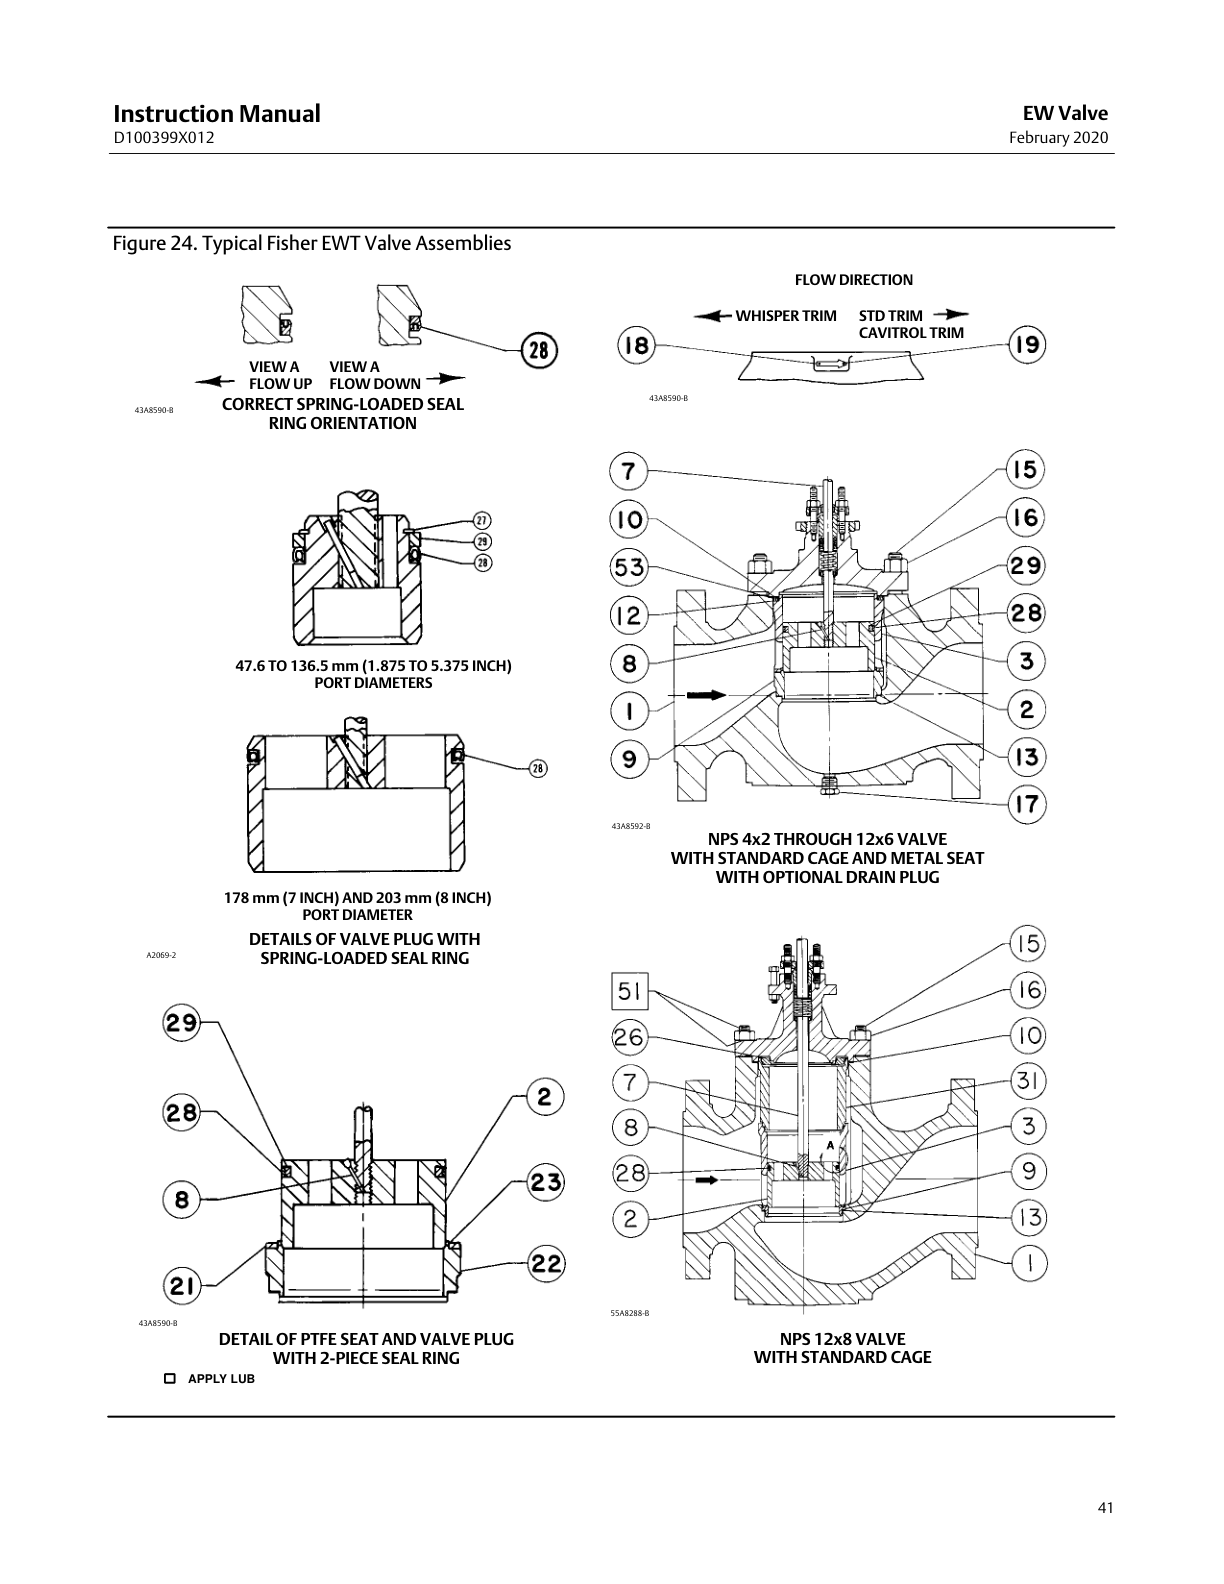 Instruction Manual
D100399X012
EW Valve
February 2020
Figure 24. Typical Fisher EWT Valve Assemblies
28
VIEW A
FLOW UP
VIEW A
FLOW DOWN
43A8590-B
CORRECT SPRING-LOADED SEAL
RING ORIENTATION
FLOW DIRECTION
WHISPER TRIM
STD TRIM
CAVITROL TRIM
18
19
43A8590-B
27
29
28
47.6 TO 136.5 mm (1.875 TO 5.375 INCH)
PORT DIAMETERS
28
178 mm (7 INCH) AND 203 mm (8 INCH)
PORT DIAMETER
DETAILS OF VALVE PLUG WITH
SPRING-LOADED SEAL RING
A2069-2
7
10
53
12
8
1
9
15
16
29
28
3
2
13
17
43A8592-B
NPS 4x2 THROUGH 12x6 VALVE
WITH STANDARD CAGE AND METAL SEAT
WITH OPTIONAL DRAIN PLUG
29
28
8
21
2
23
22
43A8590-B
DETAIL OF PTFE SEAT AND VALVE PLUG
WITH 2-PIECE SEAL RING
APPLY LUB
51
26
7
8
28
2
A
15
16
10
31
3
9
13
1
55A8288-B
NPS 12x8 VALVE
WITH STANDARD CAGE
41